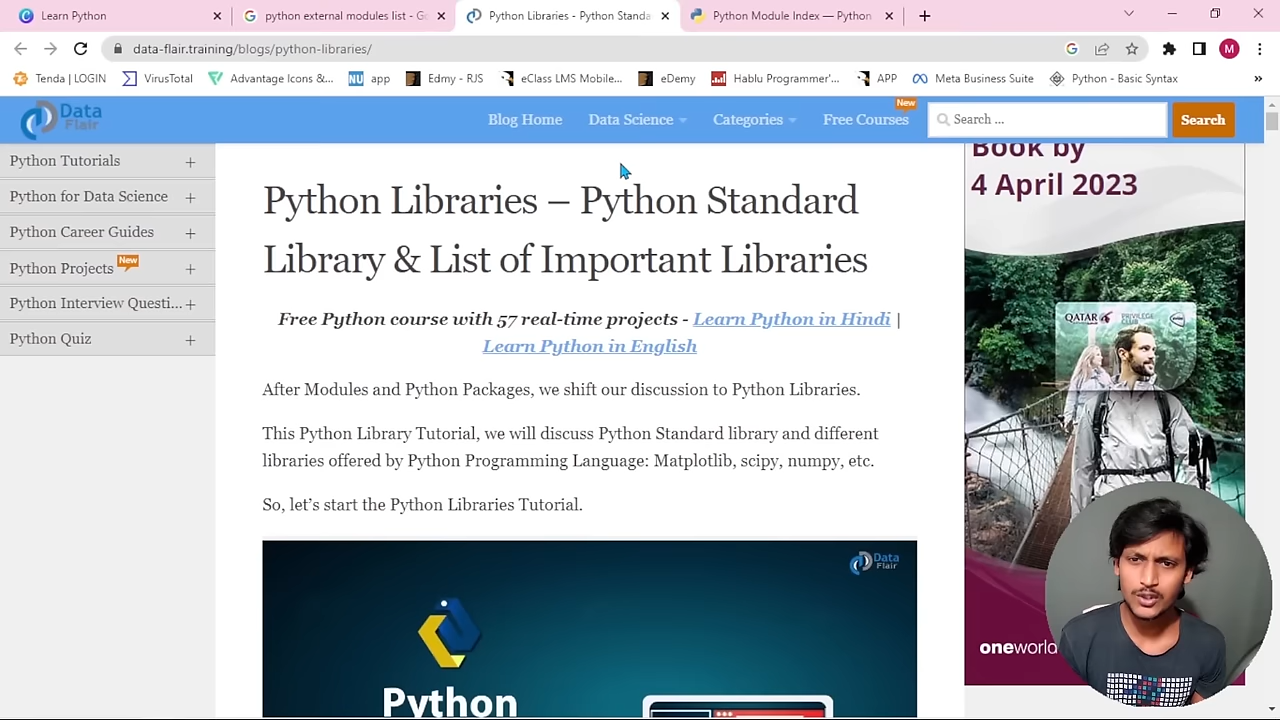 Learn Python
python external modules list - Go
Python Libraries - Python Standa
Python Module Index — Python
data-flair.training/blogs/python-libraries/
M
Tenda | LOGIN
VirusTotal
Advantage Icons &...
NU app
Edmy - RJS
eClass LMS Mobile...
eDemy
Hablu Programmer'...
APP
Meta Business Suite
Python - Basic Syntax
»
Data
Flair
Blog Home
Data Science
Categories
Free Courses
New
Search ...
Search
Python Tutorials +
Python for Data Science +
Python Career Guides +
Python Projects New +
Python Interview Questi... +
Python Quiz +
Python Libraries – Python Standard
Library & List of Important Libraries
Free Python course with 57 real-time projects - Learn Python in Hindi |
Learn Python in English
After Modules and Python Packages, we shift our discussion to Python Libraries.
This Python Library Tutorial, we will discuss Python Standard library and different
libraries offered by Python Programming Language: Matplotlib, scipy, numpy, etc.
So, let’s start the Python Libraries Tutorial.
Data
Flair
Python
Book by
4 April 2023
QATAR
PRIVILEGE
CLUB
oneworld